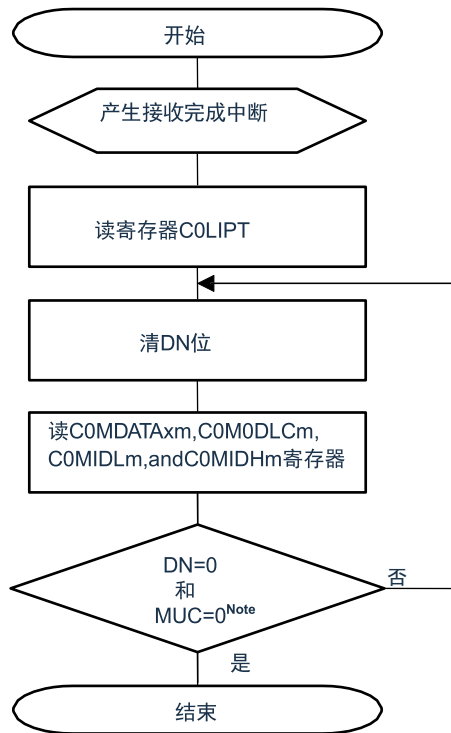 开始
产生接收完成中断
读寄存器C0LIPT
清DN位
读C0MDATAxm,C0M0DLCm,
C0MIDLm,andC0MIDHm寄存器
DN=0
和
MUC=0Note
否
是
结束